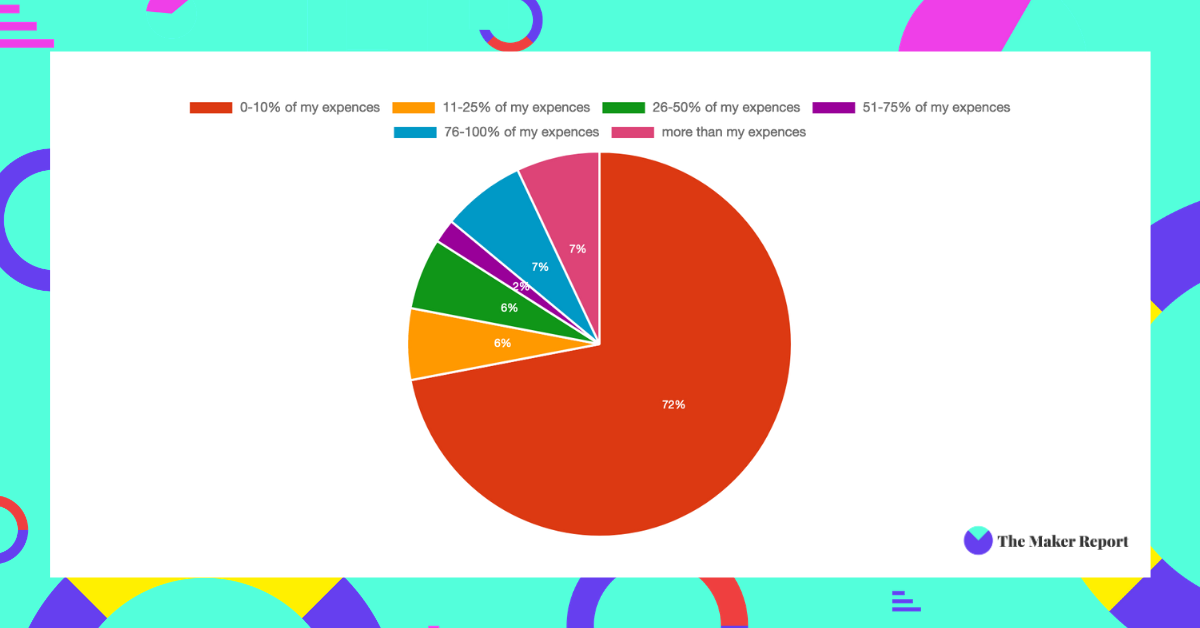 0-10% of my expences 11-25% of my expences 26-50% of my expences 51-75% of my expences
76-100% of my expences more than my expences
7%
7%
2%
6%
6%
72%
The Maker Report